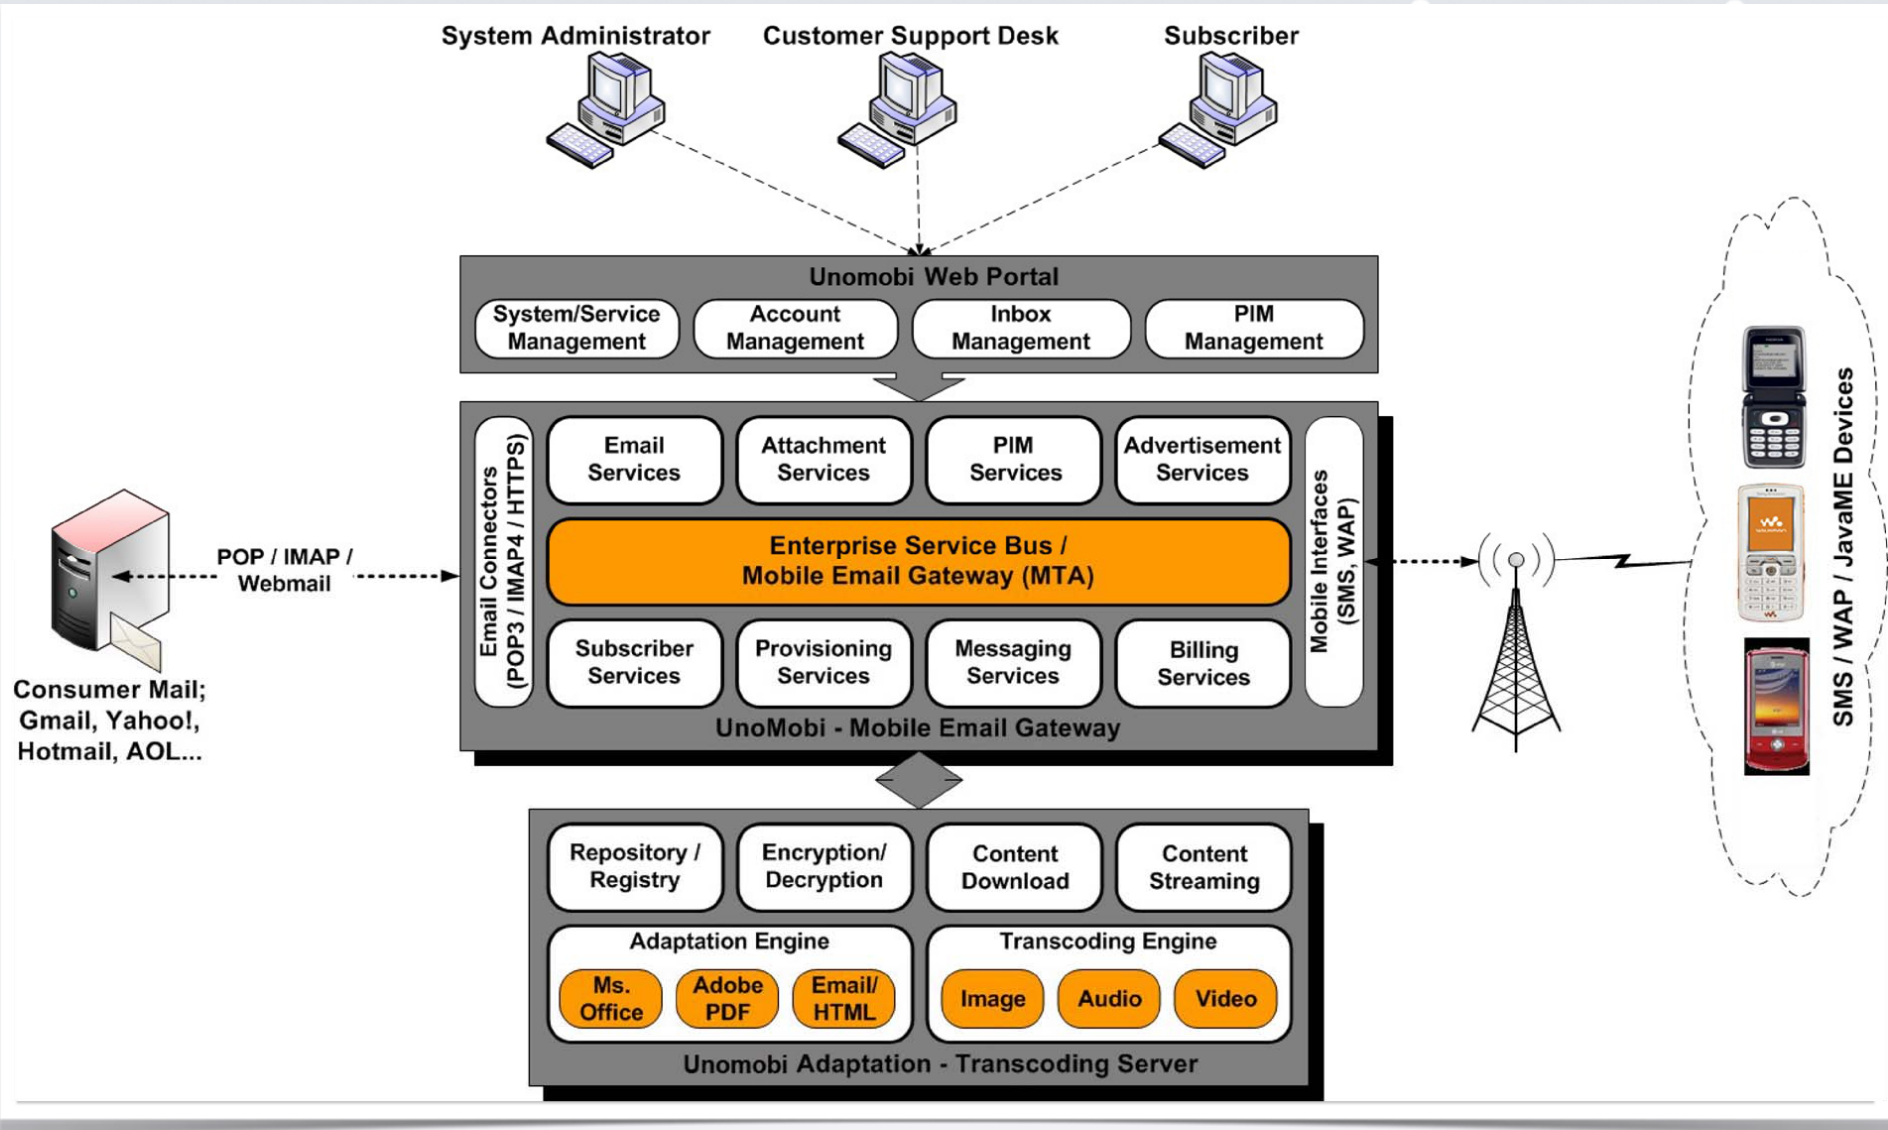 System Administrator
Customer Support Desk
Subscriber
Unomobi Web Portal
System/Service
Management
Account
Management
Inbox
Management
PIM
Management
Email Connectors
(POP3 / IMAP4 / HTTPS)
Email
Services
Attachment
Services
PIM
Services
Advertisement
Services
Enterprise Service Bus /
Mobile Email Gateway (MTA)
Subscriber
Services
Provisioning
Services
Messaging
Services
Billing
Services
Mobile Interfaces
(SMS, WAP)
UnoMobi - Mobile Email Gateway
POP / IMAP /
Webmail
Consumer Mail;
Gmail, Yahoo!,
Hotmail, AOL...
SMS / WAP / JavaME Devices
Repository /
Registry
Encryption/
Decryption
Content
Download
Content
Streaming
Adaptation Engine
Ms.
Office
Adobe
PDF
Email/
HTML
Transcoding Engine
Image
Audio
Video
Unomobi Adaptation - Transcoding Server